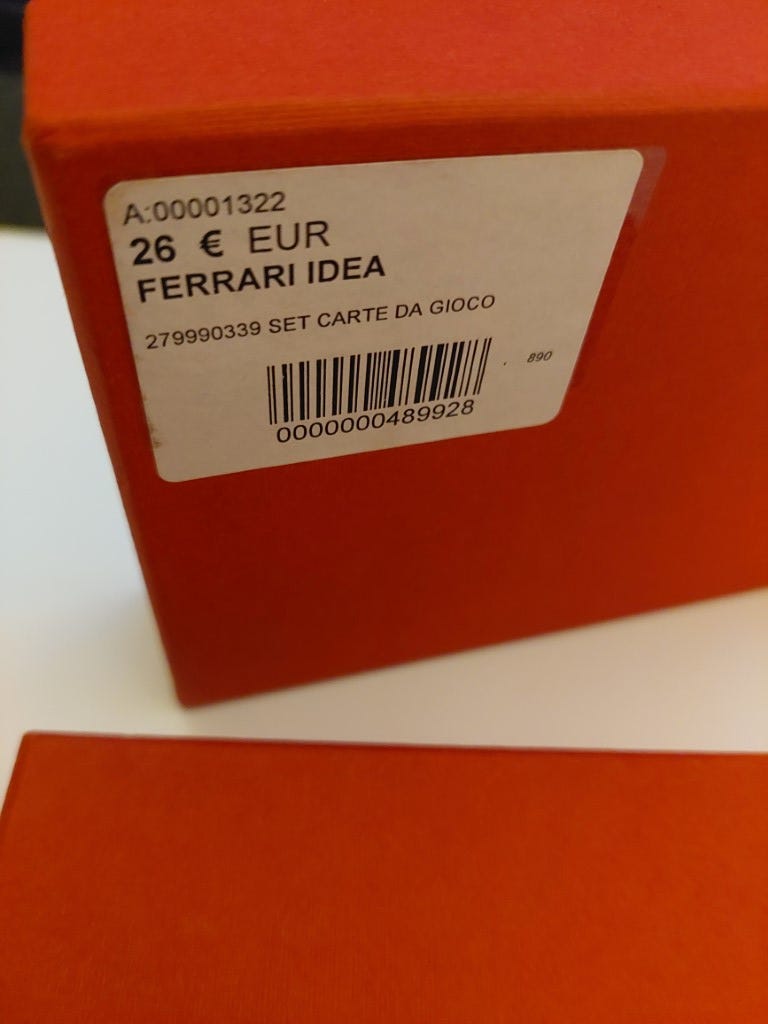 A:00001322
26 € EUR
FERRARI IDEA
279990339 SET CARTE DA GIOCO
. 890
0000000489928